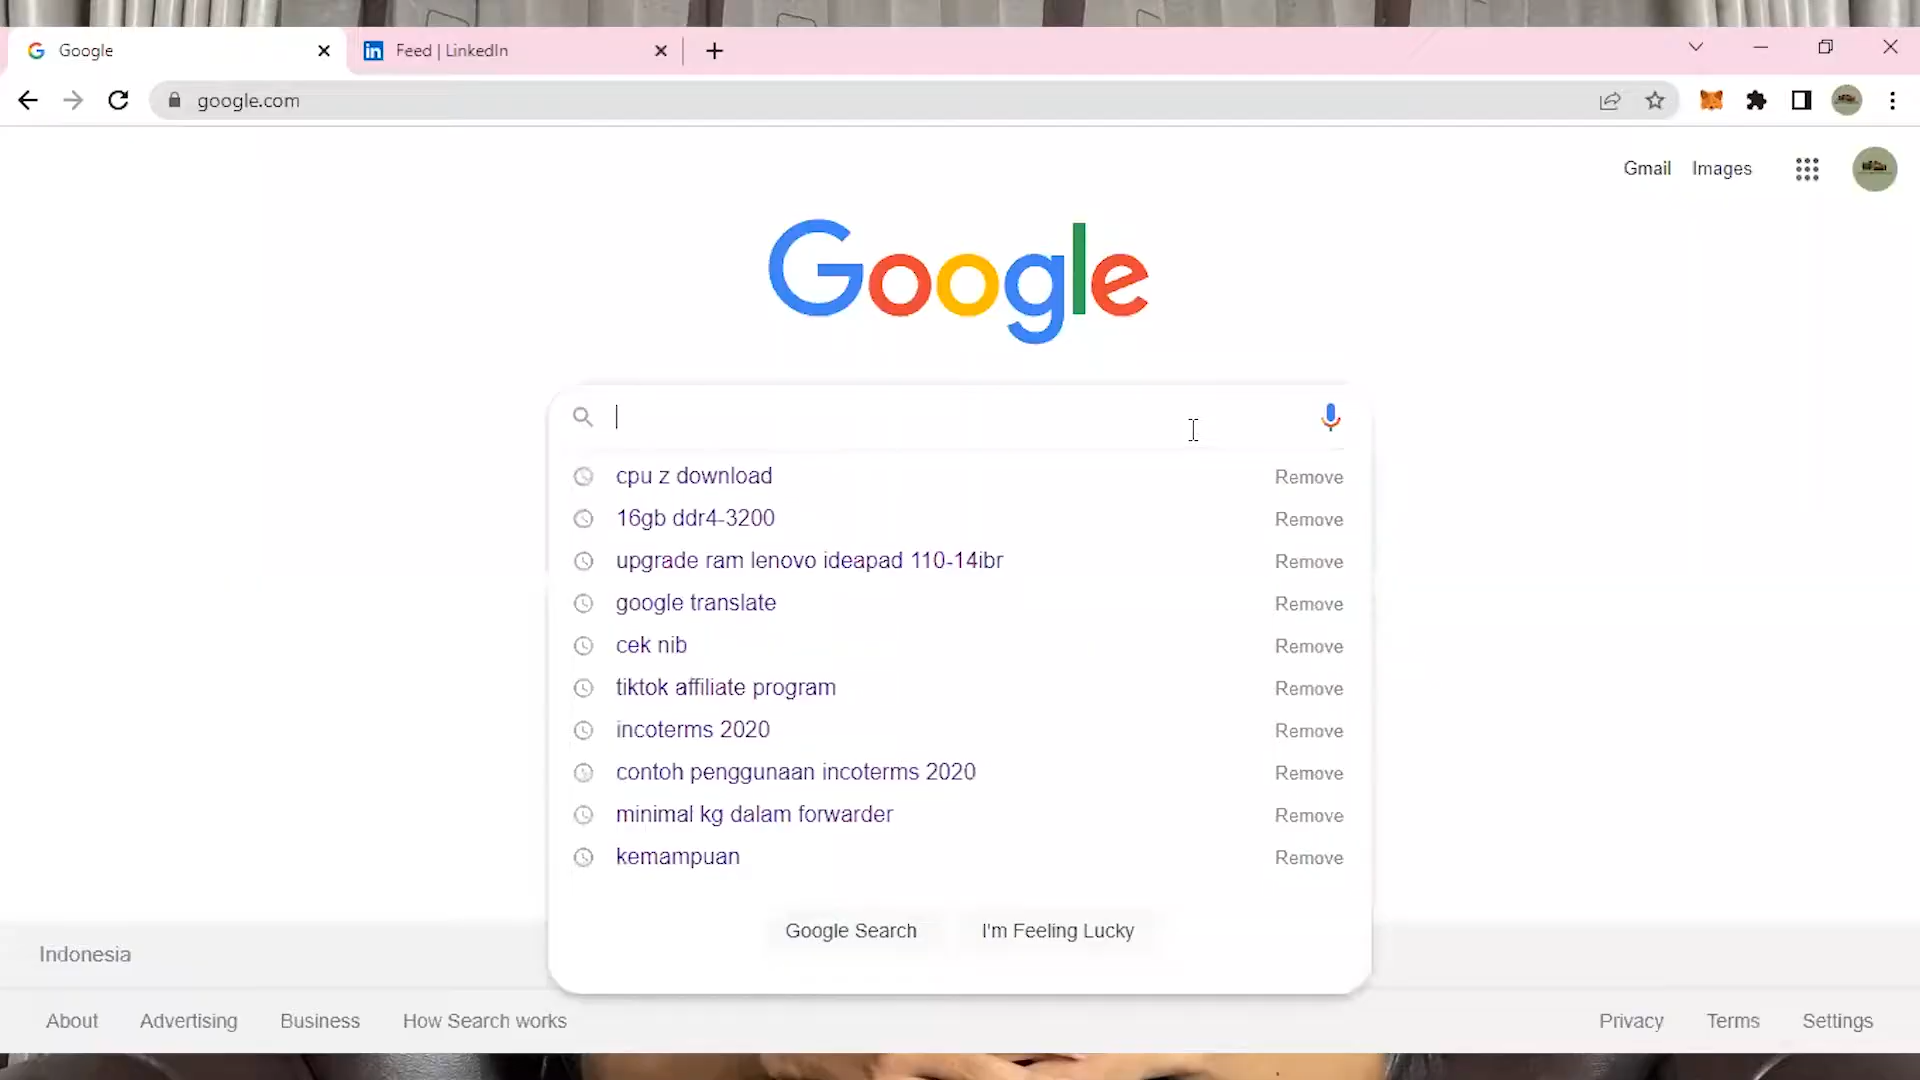 Google
Feed | LinkedIn
google.com
Gmail Images
Google
cpu z download Remove
16gb ddr4-3200 Remove
upgrade ram lenovo ideapad 110-14ibr Remove
google translate Remove
cek nib Remove
tiktok affiliate program Remove
incoterms 2020 Remove
contoh penggunaan incoterms 2020 Remove
minimal kg dalam forwarder Remove
kemampuan Remove
Google Search I'm Feeling Lucky
Indonesia
About Advertising Business How Search works Privacy Terms Settings